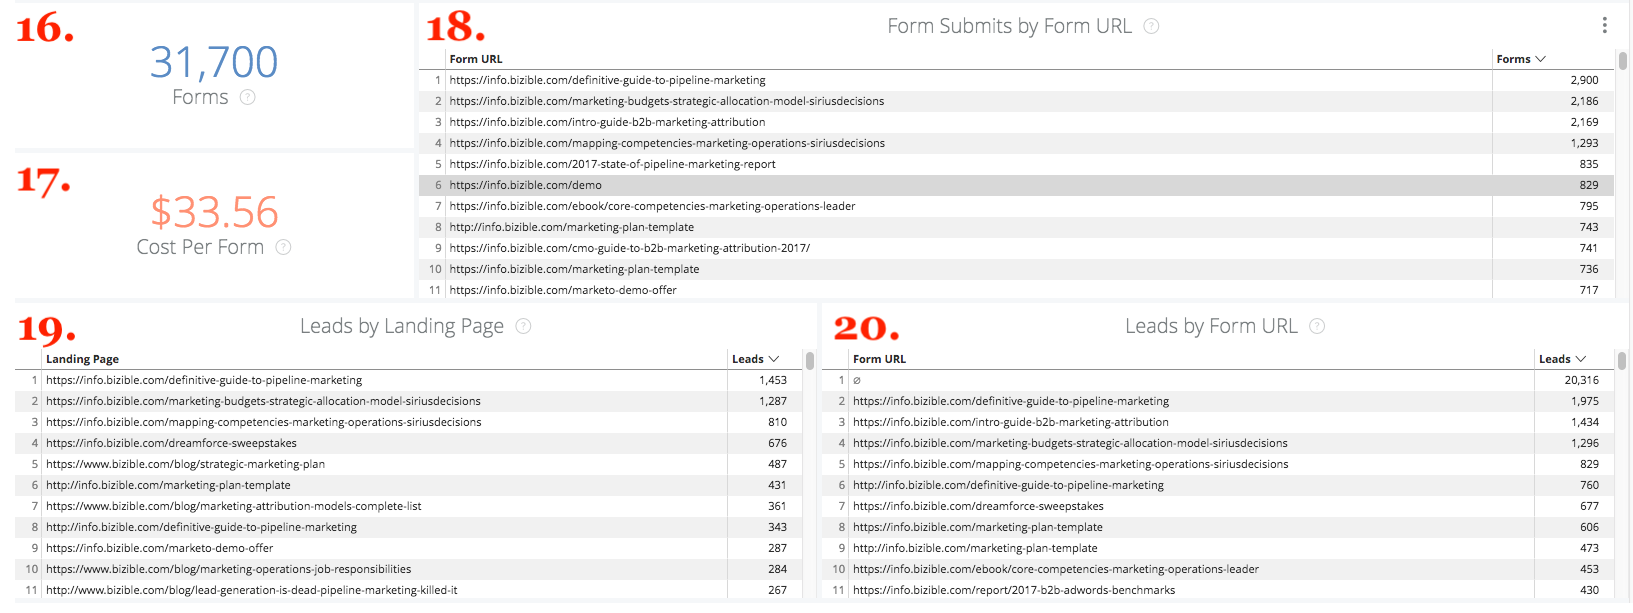 16.
31,700
Forms ?
17.
$33.56
Cost Per Form ?
18.
Form Submits by Form URL ?
Form URL Forms
1 https://info.bizible.com/definitive-guide-to-pipeline-marketing 2,900
2 https://info.bizible.com/marketing-budgets-strategic-allocation-model-siriusdecisions 2,186
3 https://info.bizible.com/intro-guide-b2b-marketing-attribution 2,169
4 https://info.bizible.com/mapping-competencies-marketing-operations-siriusdecisions 1,293
5 https://info.bizible.com/2017-state-of-pipeline-marketing-report 835
6 https://info.bizible.com/demo 829
7 https://info.bizible.com/ebook/core-competencies-marketing-operations-leader 795
8 http://info.bizible.com/marketing-plan-template 743
9 https://info.bizible.com/cmo-guide-to-b2b-marketing-attribution-2017/ 741
10 https://info.bizible.com/marketing-plan-template 736
11 https://info.bizible.com/marketo-demo-offer 717
19.
Leads by Landing Page ?
Landing Page Leads
1 https://info.bizible.com/definitive-guide-to-pipeline-marketing 1,453
2 https://info.bizible.com/marketing-budgets-strategic-allocation-model-siriusdecisions 1,287
3 https://info.bizible.com/mapping-competencies-marketing-operations-siriusdecisions 810
4 https://info.bizible.com/dreamforce-sweepstakes 676
5 https://www.bizible.com/blog/strategic-marketing-plan 487
6 http://info.bizible.com/marketing-plan-template 431
7 https://www.bizible.com/blog/marketing-attribution-models-complete-list 361
8 http://info.bizible.com/definitive-guide-to-pipeline-marketing 343
9 https://info.bizible.com/marketo-demo-offer 287
10 https://www.bizible.com/blog/marketing-operations-job-responsibilities 284
11 http://www.bizible.com/blog/lead-generation-is-dead-pipeline-marketing-killed-it 267
20.
Leads by Form URL ?
Form URL Leads
1 ∅ 20,316
2 https://info.bizible.com/definitive-guide-to-pipeline-marketing 1,975
3 https://info.bizible.com/intro-guide-b2b-marketing-attribution 1,434
4 https://info.bizible.com/marketing-budgets-strategic-allocation-model-siriusdecisions 1,296
5 https://info.bizible.com/mapping-competencies-marketing-operations-siriusdecisions 829
6 http://info.bizible.com/definitive-guide-to-pipeline-marketing 760
7 https://info.bizible.com/dreamforce-sweepstakes 677
8 https://info.bizible.com/marketing-plan-template 606
9 http://info.bizible.com/marketing-plan-template 473
10 https://info.bizible.com/ebook/core-competencies-marketing-operations-leader 453
11 https://info.bizible.com/report/2017-b2b-adwords-benchmarks 430